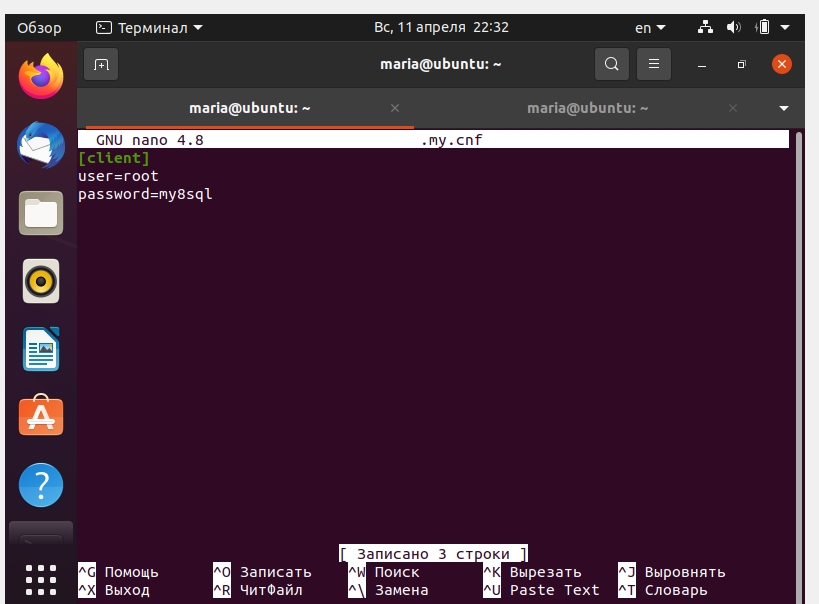 Обзор Терминал Вс, 11 апреля 22:32 en
maria@ubuntu: ~
maria@ubuntu: ~ maria@ubuntu: ~
GNU nano 4.8 .my.cnf
[client]
user=root
password=my8sql
[ Записано 3 строки ]
^G Помощь ^O Записать ^W Поиск ^K Вырезать ^J Выровнять
^X Выход ^R ЧитФайл ^\ Замена ^U Paste Text ^T Словарь